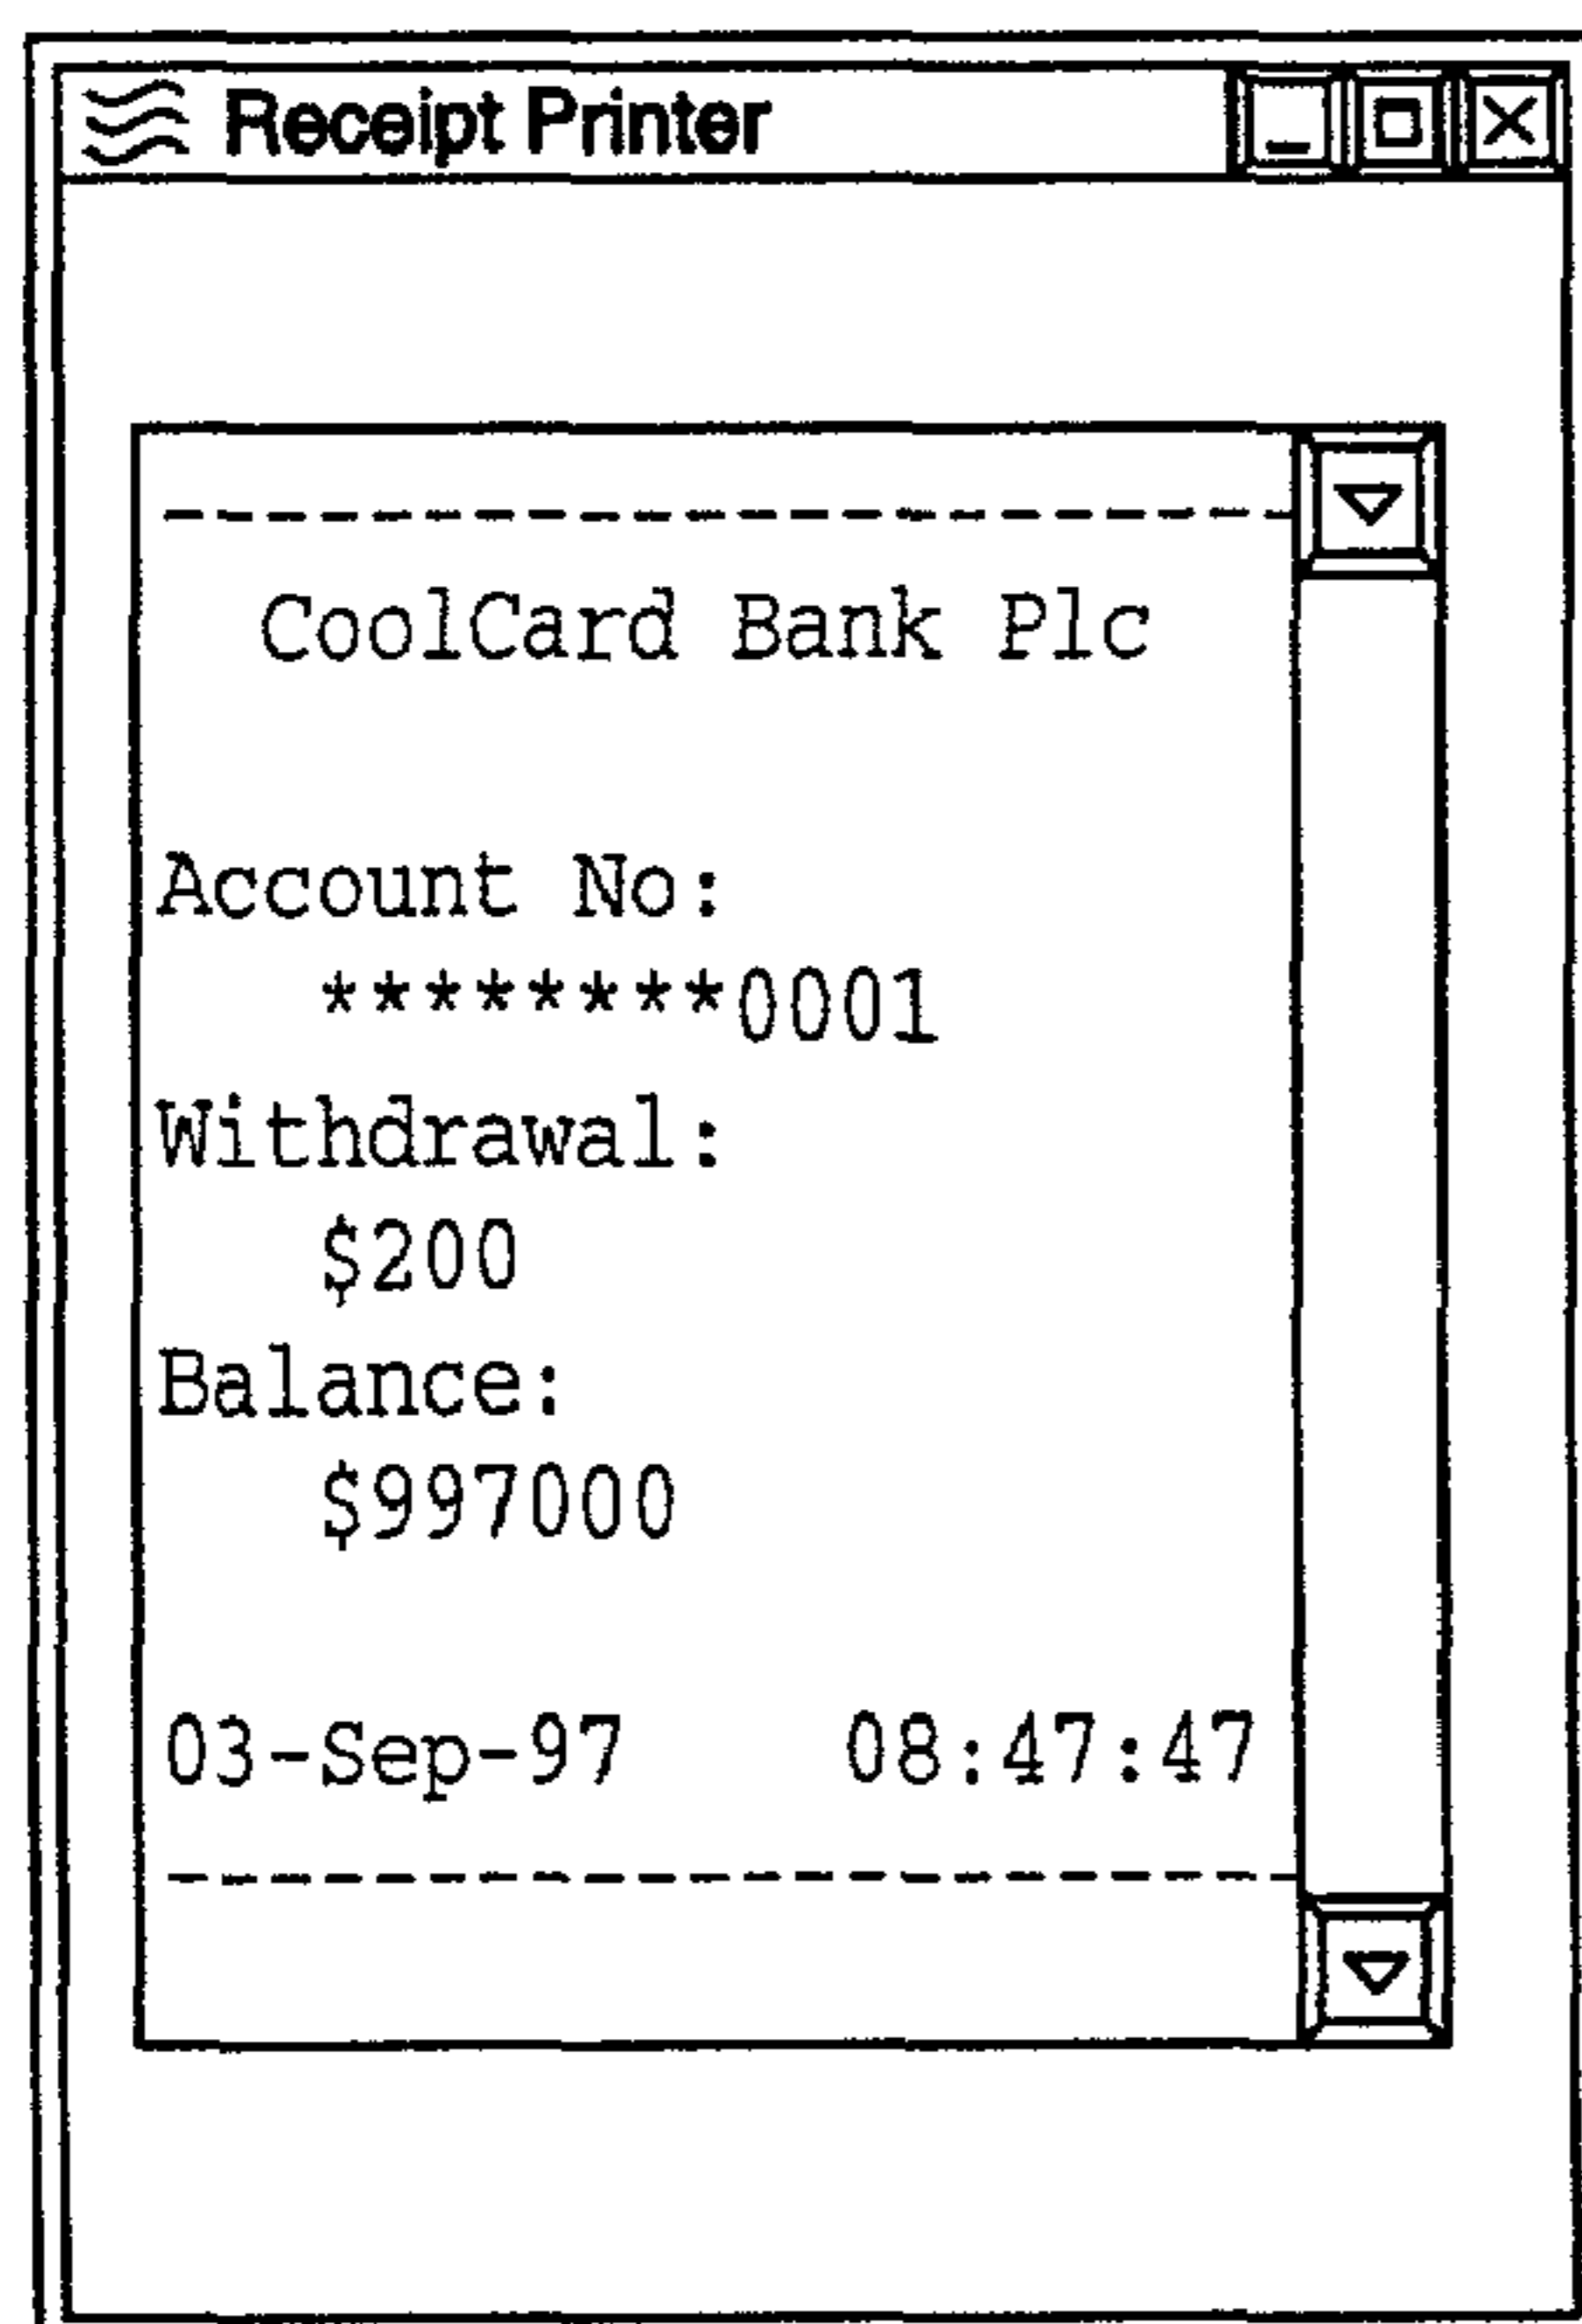 Receipt Printer
----------------------
CoolCard Bank Plc
Account No:
********0001
Withdrawal:
$200
Balance:
$997000
03-Sep-97 08:47:47
----------------------